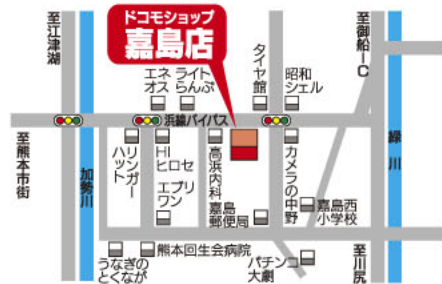 ドコモショップ
嘉島店
至江津湖
至御船IC
エネオス
ライトらんぷ
タイヤ館
昭和シェル
浜線バイパス
至熊本市街
加勢川
リンガーハット
HIヒロセ
エブリワン
高浜内科
嘉島郵便局
カメラの中野
嘉島西小学校
緑川
うなぎのとくなが
熊本回生会病院
パチンコ大劇
至川尻